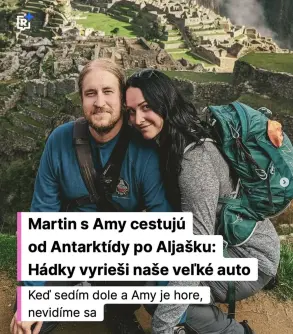 Martin s Amy cestujú
od Antarktídy po Aljašku:
Hádky vyrieši naše veľké auto
Keď sedím dole a Amy je hore,
nevidíme sa